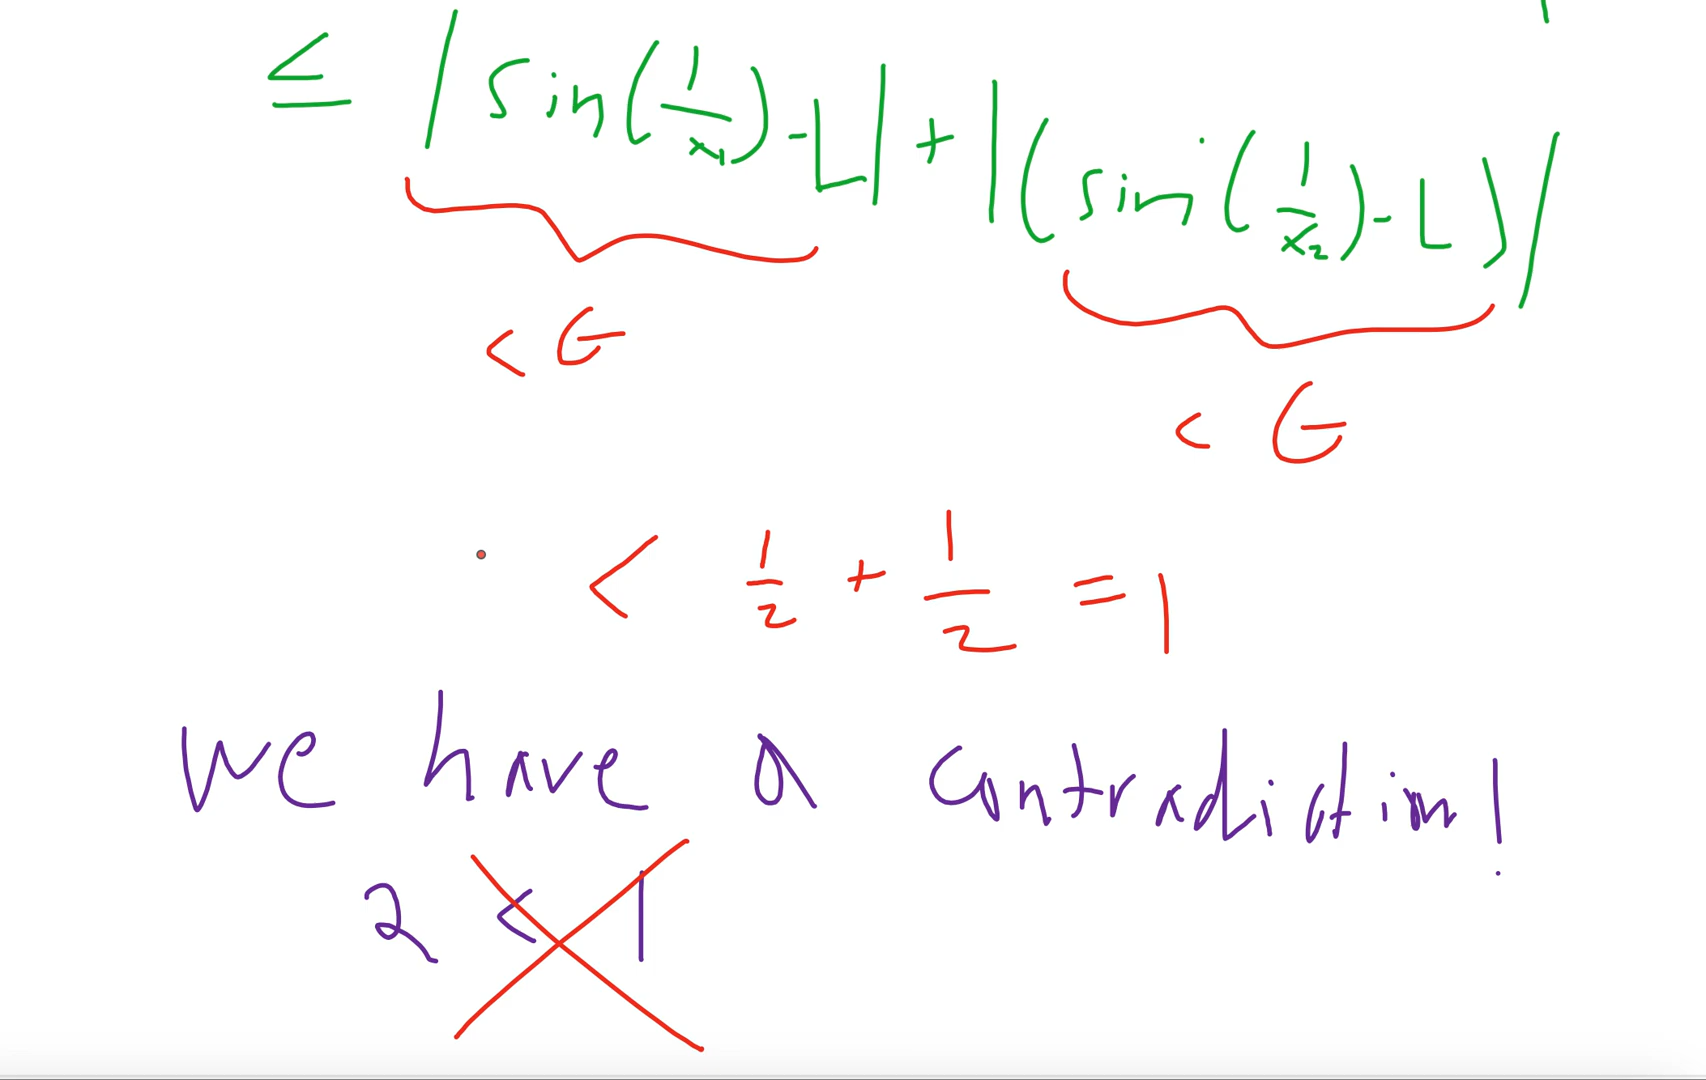 ≤ |sin(1/x₁) - L| + |(sin(1/x₂) - L)|
< ϵ
< ϵ
< 1/2 + 1/2 = 1
We have a contradiction!
2 < 1